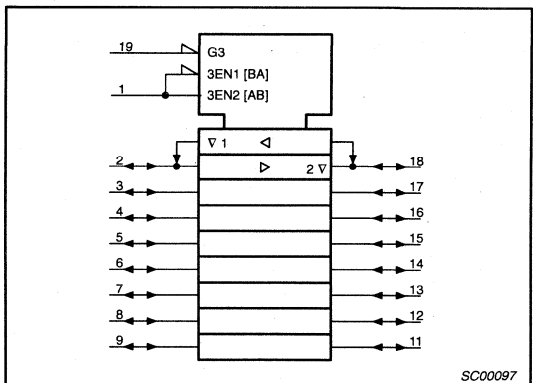 19 G3
3EN1 [BA]
1 3EN2 [AB]
∇ 1 ◁
2 ▷ 2 ∇ 18
3 17
4 16
5 15
6 14
7 13
8 12
9 11
SC00097